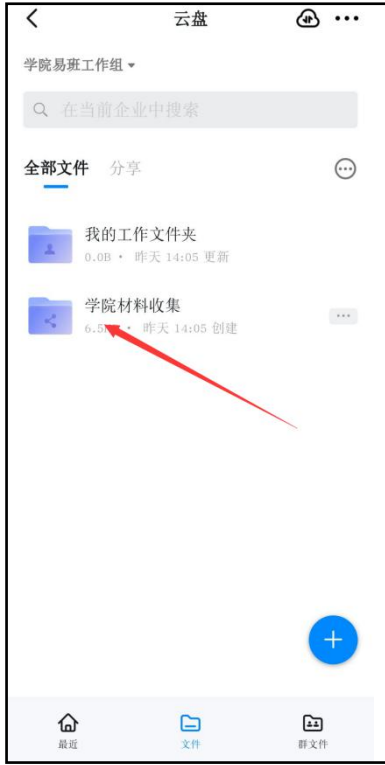 云盘
学院易班工作组
在当前企业中搜索
全部文件 分享
我的工作文件夹
0.0B · 昨天 14:05 更新
学院材料收集
· 昨天 14:05 创建
最近 文件 群文件